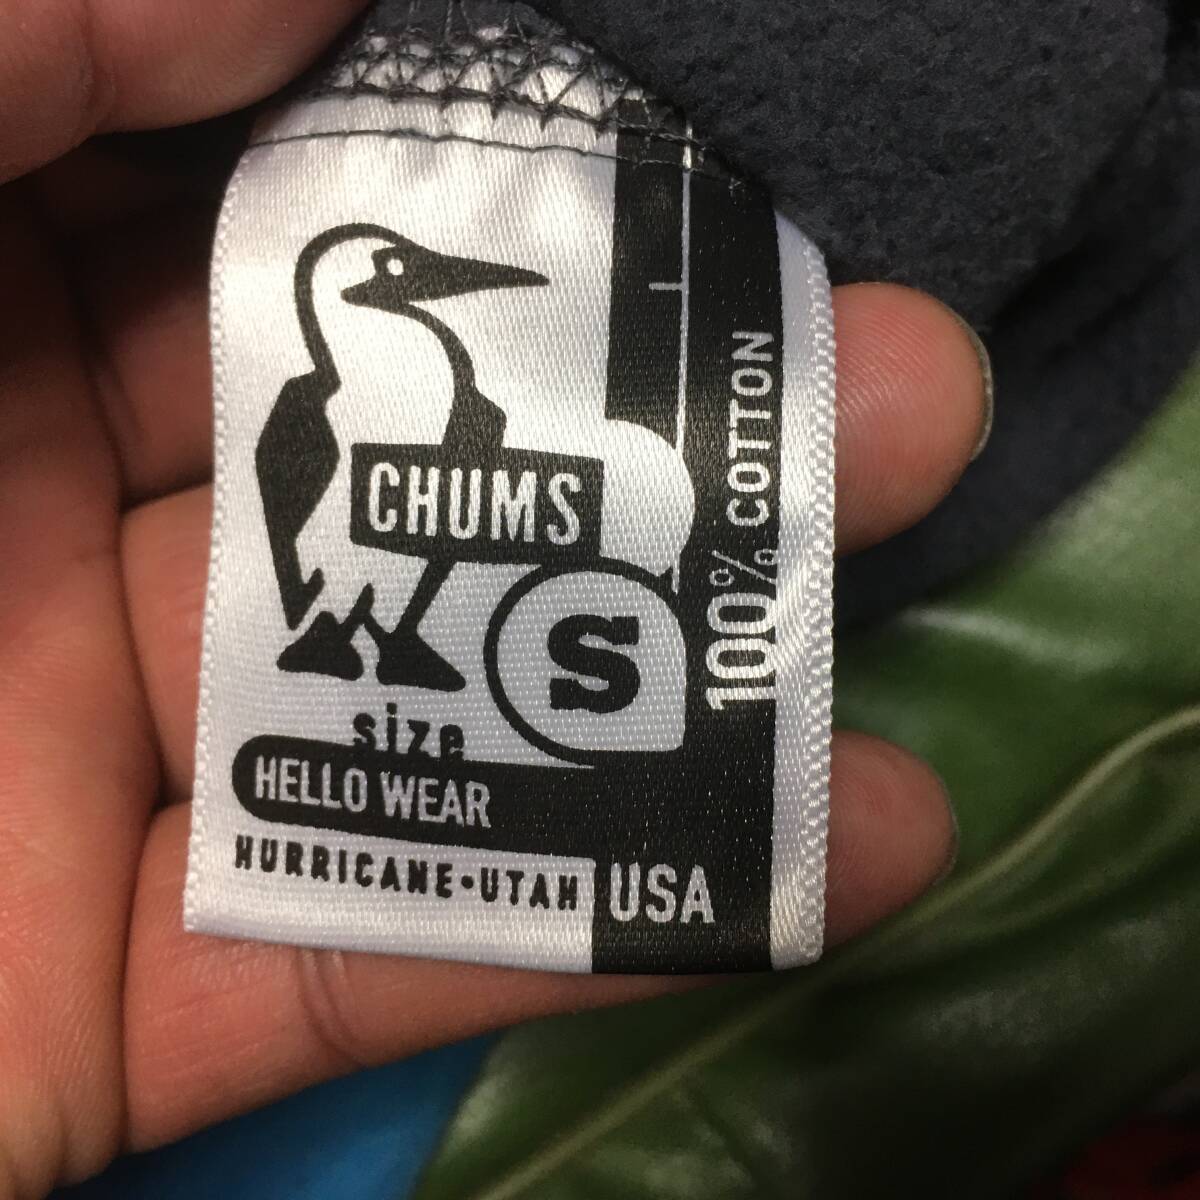 CHUMS
S
size
HELLO WEAR
HURRICANE·UTAH
USA
100% COTTON